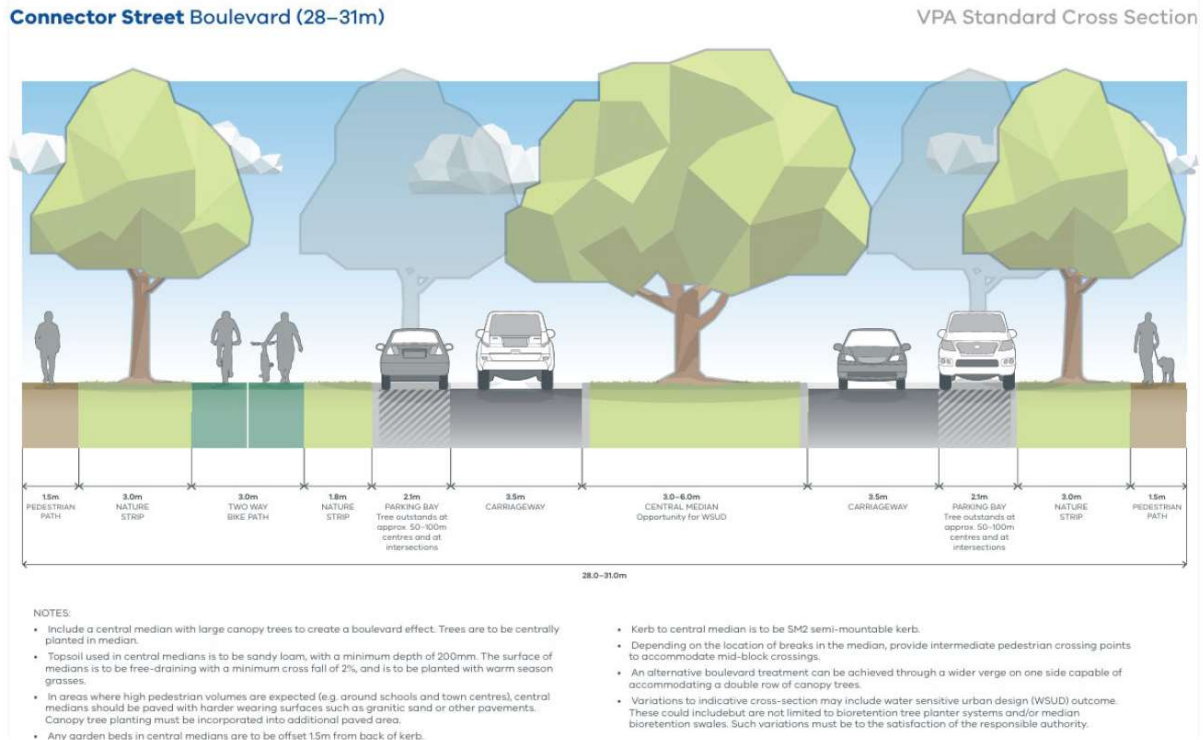 Connector Street Boulevard (28–31m)
VPA Standard Cross Section
1.5m
PEDESTRIAN
PATH
3.0m
NATURE
STRIP
3.0m
TWO WAY
BIKE PATH
1.8m
NATURE
STRIP
2.1m
PARKING BAY
Tree outstands at
approx. 50-100m
centres and at
intersections
3.5m
CARRIAGEWAY
3.0–6.0m
CENTRAL MEDIAN
Opportunity for WSUD
3.5m
CARRIAGEWAY
2.1m
PARKING BAY
Tree outstands at
approx. 50-100m
centres and at
intersections
3.0m
NATURE
STRIP
1.5m
PEDESTRIAN
PATH
28.0–31.0m
NOTES:
• Include a central median with large canopy trees to create a boulevard effect. Trees are to be centrally
planted in median.
• Topsoil used in central medians is to be sandy loam, with a minimum depth of 200mm. The surface of
medians is to be free-draining with a minimum cross fall of 2%, and is to be planted with warm season
grasses.
• In areas where high pedestrian volumes are expected (e.g. around schools and town centres), central
medians should be paved with harder wearing surfaces such as granitic sand or other pavements.
Canopy tree planting must be incorporated into additional paved area.
• Any garden beds in central medians are to be offset 1.5m from back of kerb.
• Kerb to central median is to be SM2 semi-mountable kerb.
• Depending on the location of breaks in the median, provide intermediate pedestrian crossing points
to accommodate mid-block crossings.
• An alternative boulevard treatment can be achieved through a wider verge on one side capable of
accommodating a double row of canopy trees.
• Variations to indicative cross-section may include water sensitive urban design (WSUD) outcome.
These could includebut are not limited to bioretention tree planter systems and/or median
bioretention swales. Such variations must be to the satisfaction of the responsible authority.